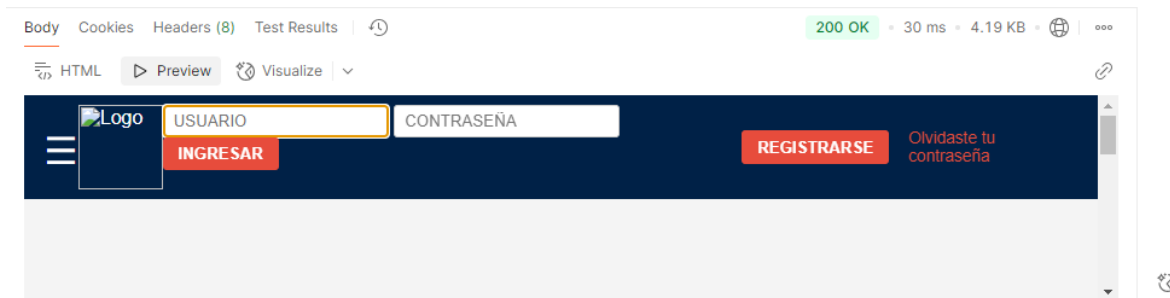 Body Cookies Headers (8) Test Results 200 OK 30 ms 4.19 KB
HTML Preview Visualize
Logo USUARIO CONTRASEÑA
INGRESAR REGISTRARSE Olvidaste tu
contraseña